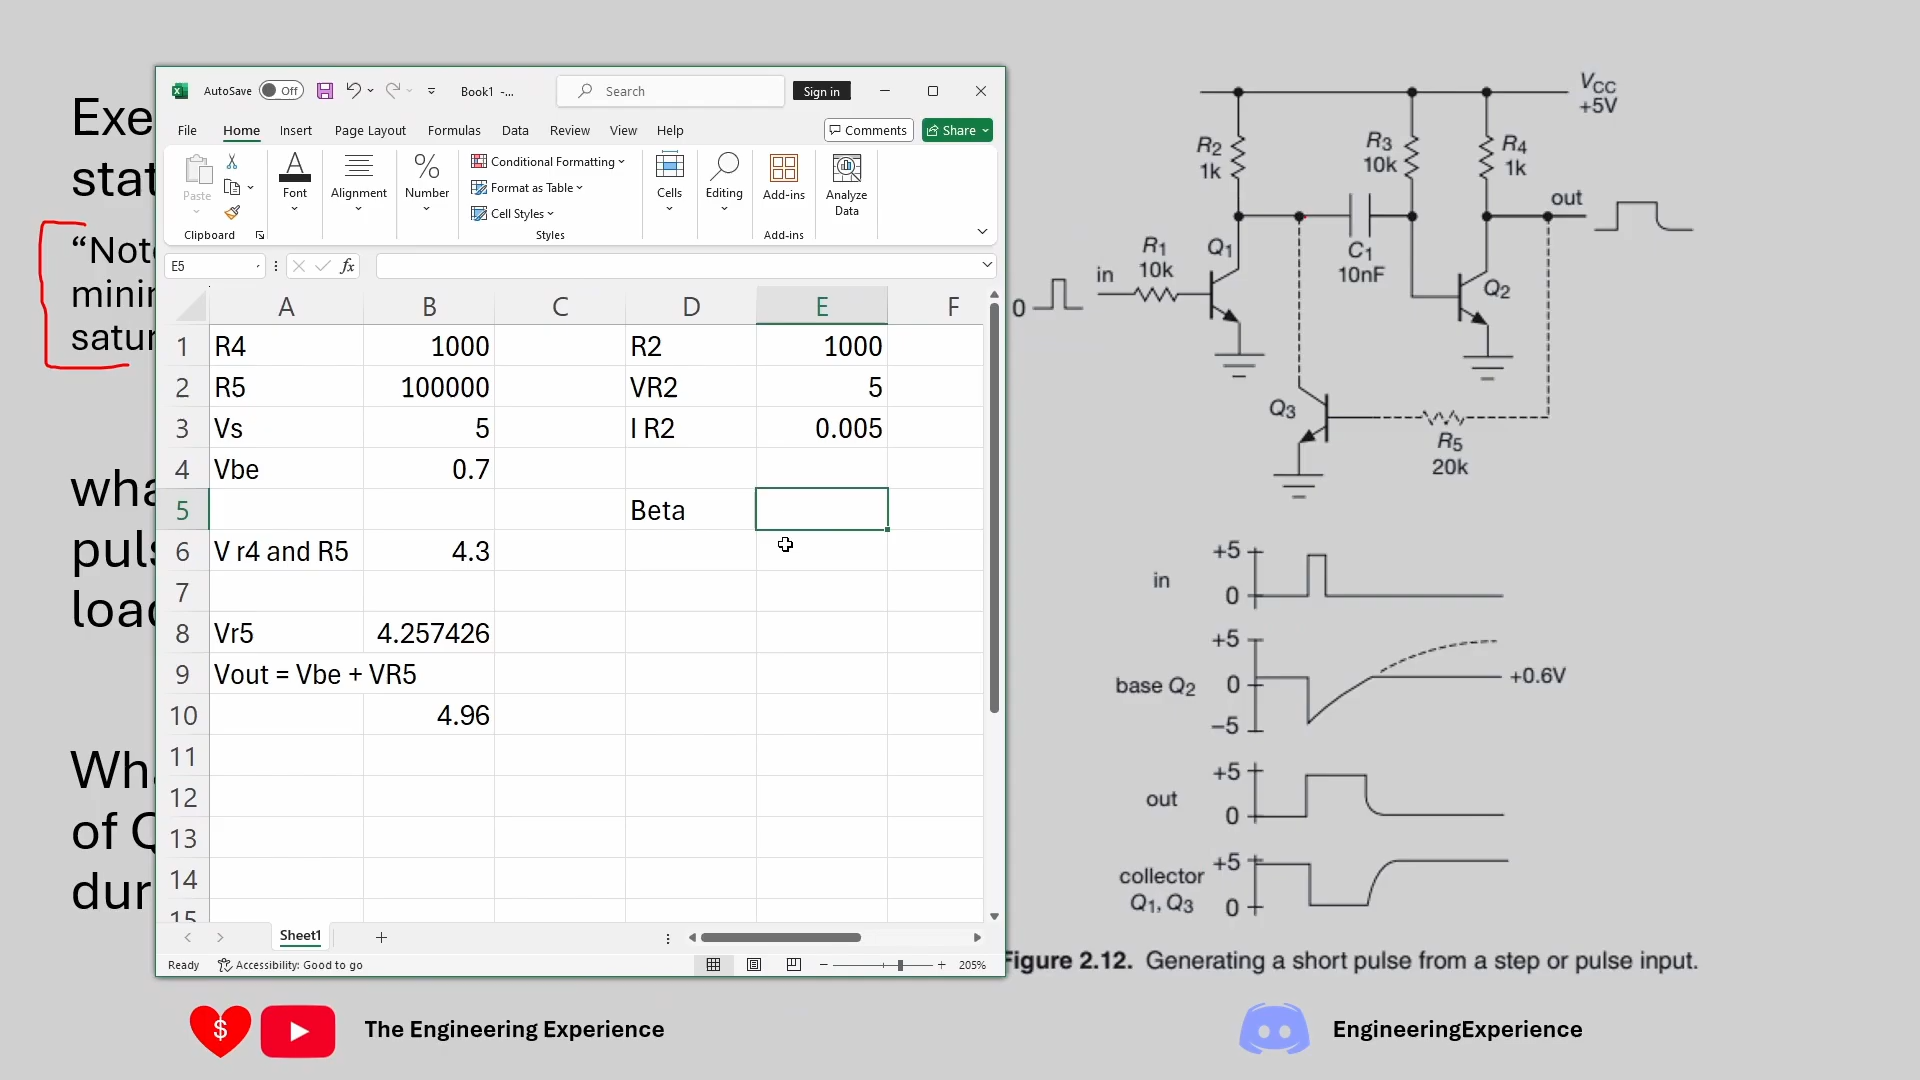 Exe
stat
“Note
minin
satur
wha
puls
load
Wha
of Q
duri
AutoSave Off Book1 -... Search Sign in
File Home Insert Page Layout Formulas Data Review View Help Comments Share
Paste Font Alignment Number Conditional Formatting Format as Table Cell Styles Cells Editing Add-ins Analyze Data
Clipboard Styles Add-ins
E5 fx
A B C D E F
1 R4 1000 R2 1000
2 R5 100000 VR2 5
3 Vs 5 I R2 0.005
4 Vbe 0.7
5 Beta
6 V r4 and R5 4.3
7
8 Vr5 4.257426
9 Vout = Vbe + VR5
10 4.96
11
12
13
14
15
Sheet1
Ready Accessibility: Good to go 205%
VCC
+5V
R2
1k
R3
10k
R4
1k
out
Q1
R1
10k
in
0
C1
10nF
Q2
Q3
R5
20k
in +5 0
base Q2 +5 0 −5 +0.6V
out +5 0
collector Q1, Q3 +5 0
Figure 2.12. Generating a short pulse from a step or pulse input.
$ The Engineering Experience
EngineeringExperience